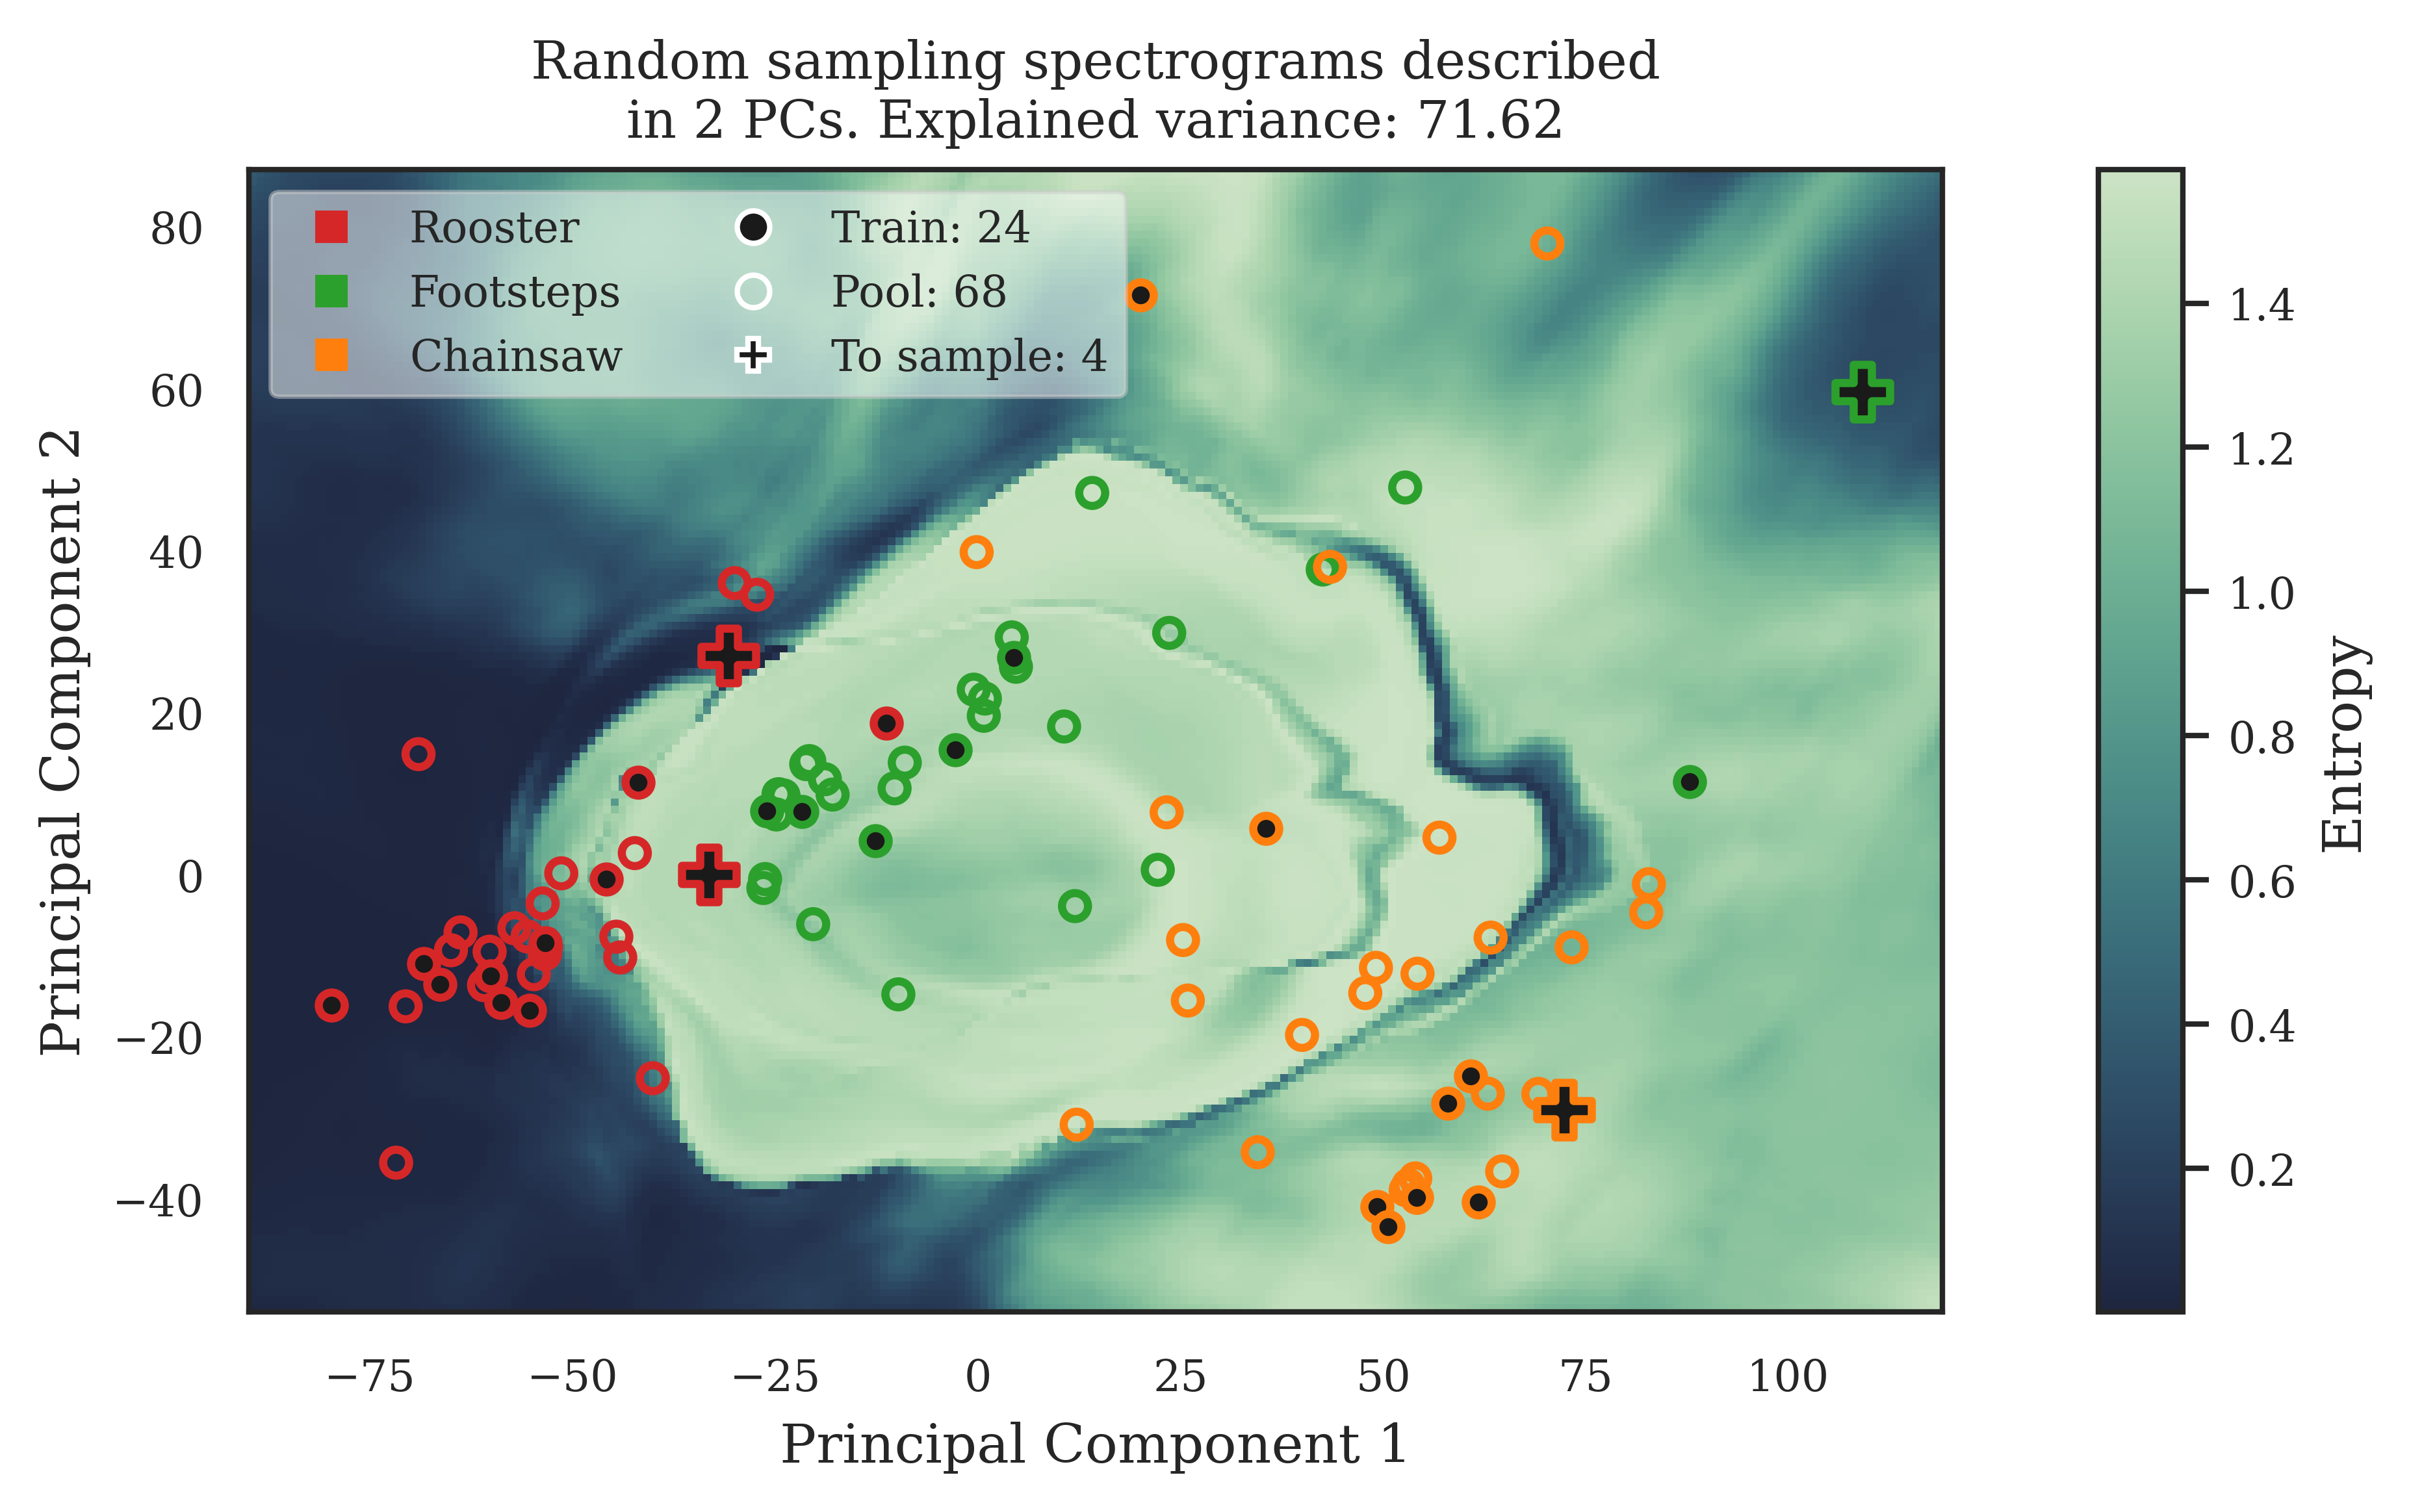 Random sampling spectrograms described
in 2 PCs. Explained variance: 71.62
Rooster
Footsteps
Chainsaw
Train: 24
Pool: 68
To sample: 4
80
60
40
20
0
−20
−40
Principal Component 2
−75
−50
−25
0
25
50
75
100
Principal Component 1
1.4
1.2
1.0
0.8
0.6
0.4
0.2
Entropy